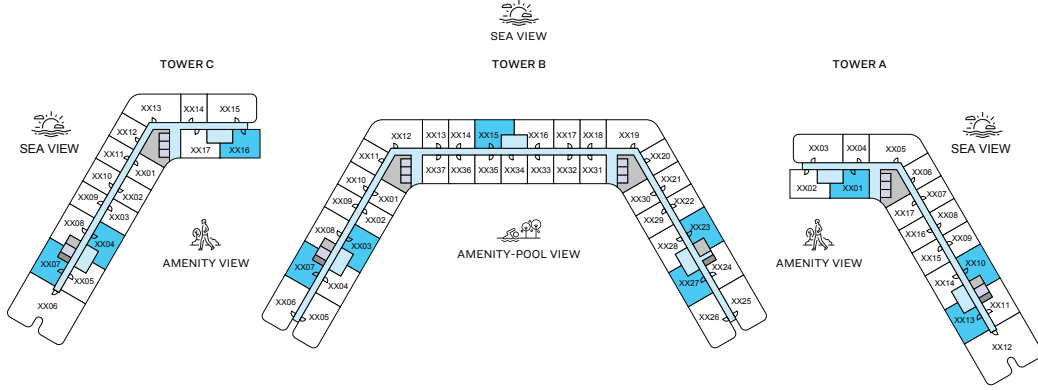 SEA VIEW
TOWER C
TOWER B
TOWER A
SEA VIEW
XX13
XX14
XX15
XX12
XX17
XX16
XX11
XX01
XX10
XX02
XX09
XX03
XX08
XX04
XX07
XX05
XX06
AMENITY VIEW
XX12
XX13
XX14
XX15
XX16
XX17
XX18
XX19
XX11
XX37
XX36
XX35
XX34
XX33
XX32
XX31
XX20
XX10
XX01
XX30
XX21
XX09
XX02
XX29
XX22
XX08
XX03
XX28
XX23
XX07
XX04
XX27
XX24
XX06
XX05
XX26
XX25
AMENITY-POOL VIEW
SEA VIEW
XX03
XX04
XX05
XX02
XX01
XX06
XX17
XX07
XX16
XX08
XX15
XX09
XX14
XX10
XX13
XX11
XX12
AMENITY VIEW